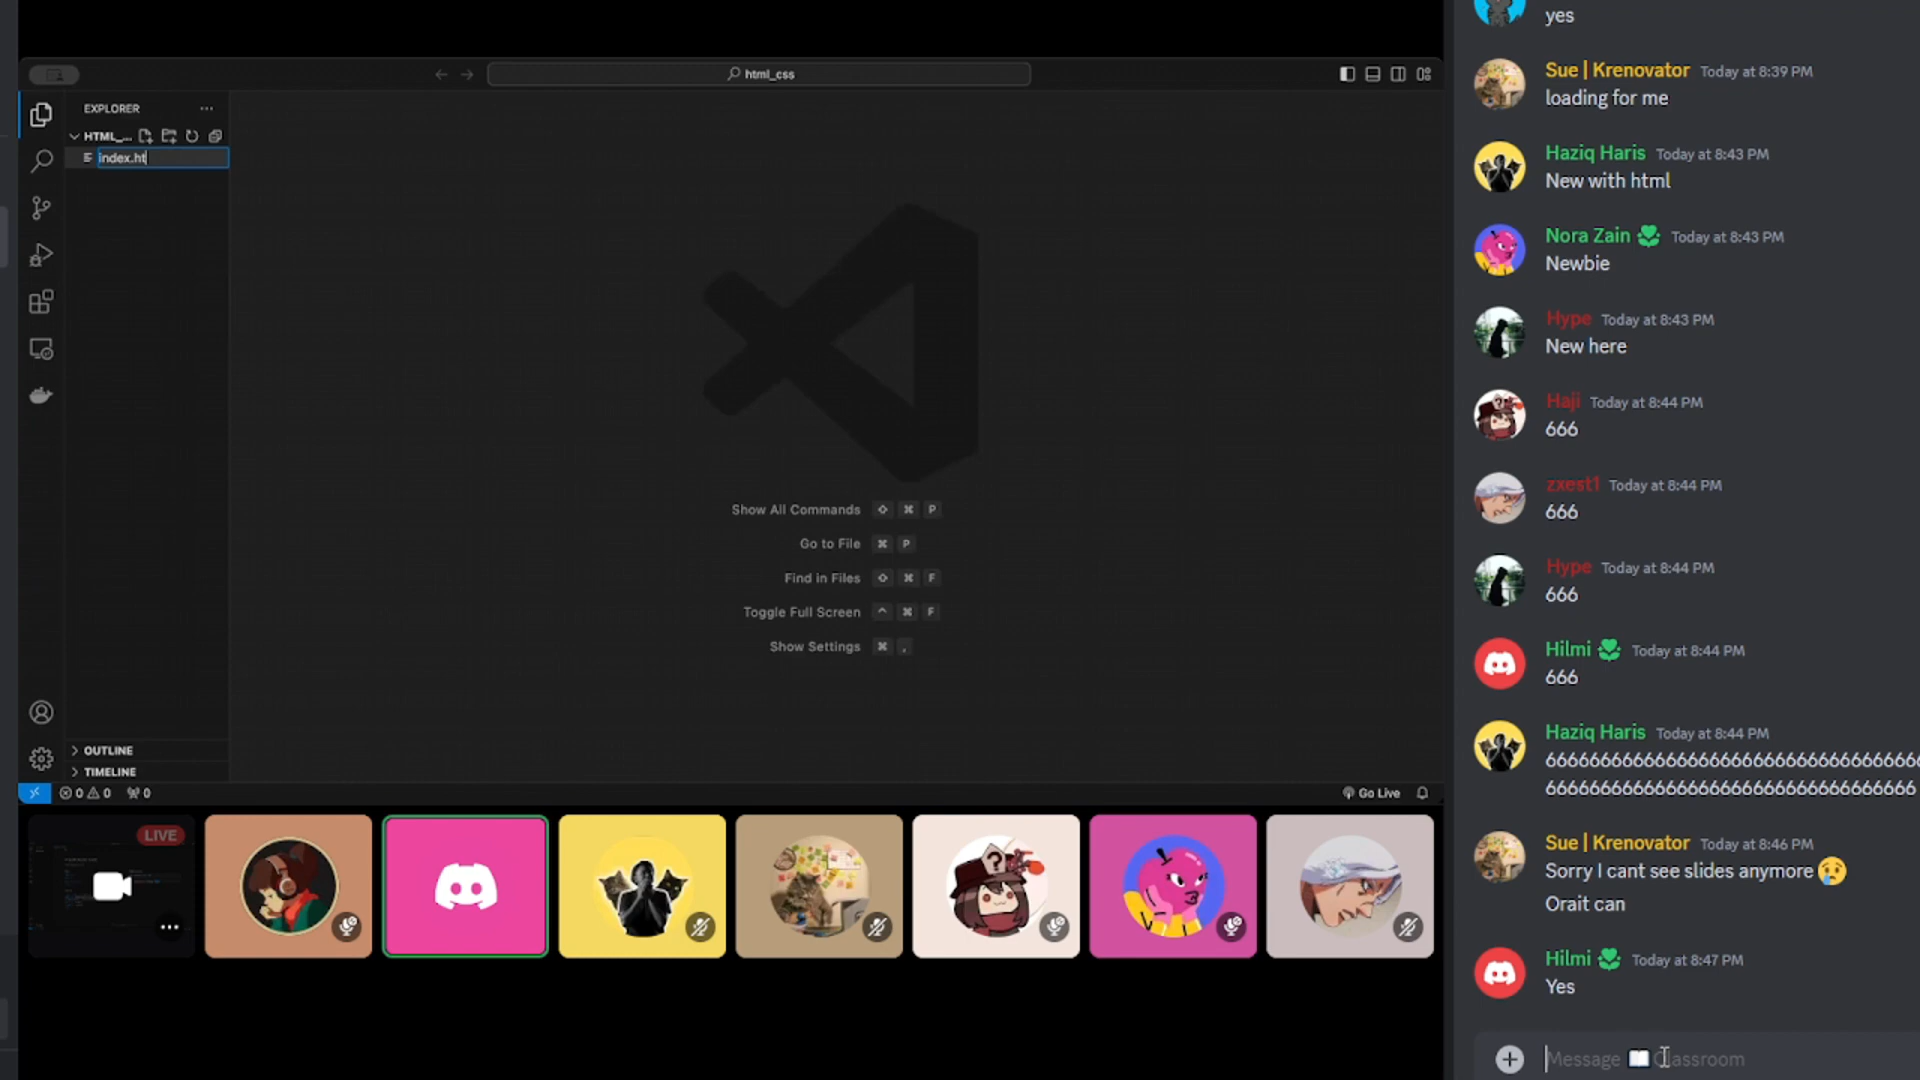 html_css
EXPLORER
HTML_...
index.ht
Show All Commands ⌘ P
Go to File ⌘ P
Find in Files ⌘ F
Toggle Full Screen ^ ⌘ F
Show Settings ⌘ ,
OUTLINE
TIMELINE
0 0 0
Go Live
LIVE
?
yes
Sue | Krenovator Today at 8:39 PM
loading for me
Haziq Haris Today at 8:43 PM
New with html
Nora Zain Today at 8:43 PM
Newbie
Hype Today at 8:43 PM
New here
Haji Today at 8:44 PM
666
zxest1 Today at 8:44 PM
666
Hype Today at 8:44 PM
666
Hilmi Today at 8:44 PM
666
Haziq Haris Today at 8:44 PM
6666666666666666666666666666666666
6666666666666666666666666666666666
Sue | Krenovator Today at 8:46 PM
Sorry I cant see slides anymore 😢
Orait can
Hilmi Today at 8:47 PM
Yes
Message 📖 Classroom